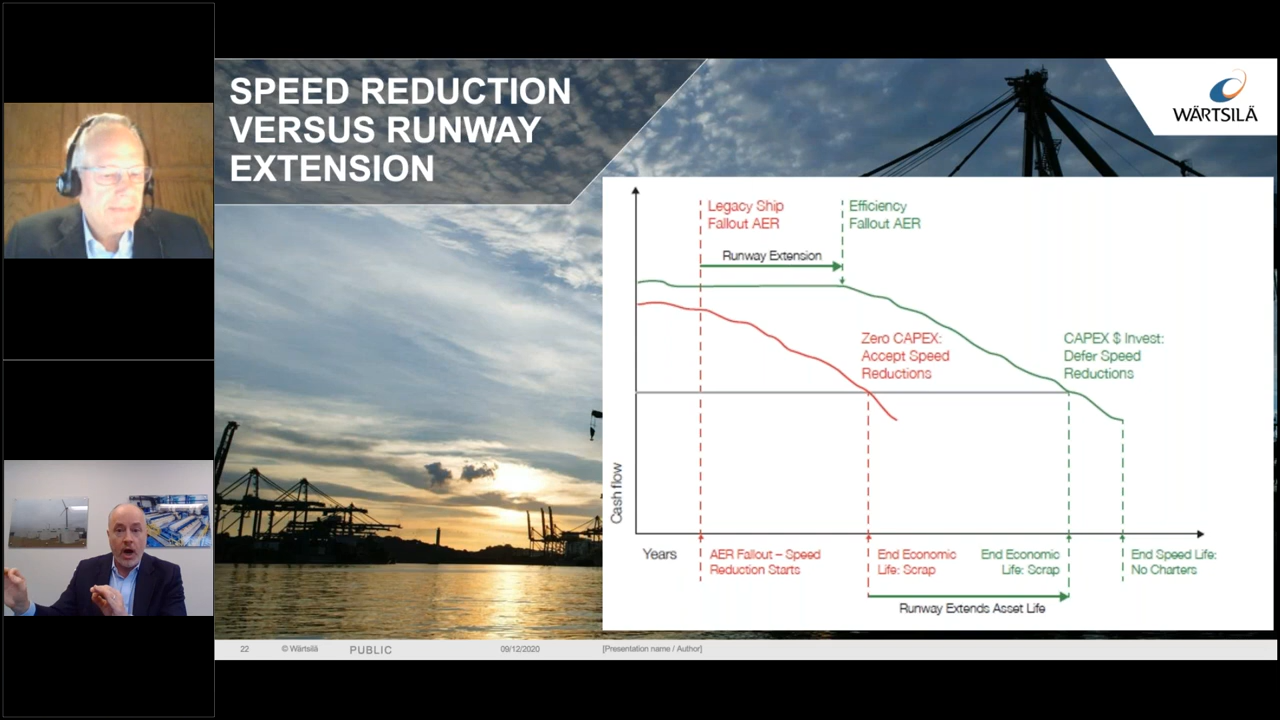 SPEED REDUCTION
VERSUS RUNWAY
EXTENSION
WÄRTSILÄ
Legacy Ship
Fallout AER
Efficiency
Fallout AER
Runway Extension
Zero CAPEX:
Accept Speed
Reductions
CAPEX $ Invest:
Defer Speed
Reductions
Cash flow
Years
AER Fallout – Speed
Reduction Starts
End Economic
Life: Scrap
End Economic
Life: Scrap
End Speed Life:
No Charters
Runway Extends Asset Life
22
© Wärtsilä
PUBLIC
09/12/2020
[Presentation name / Author]